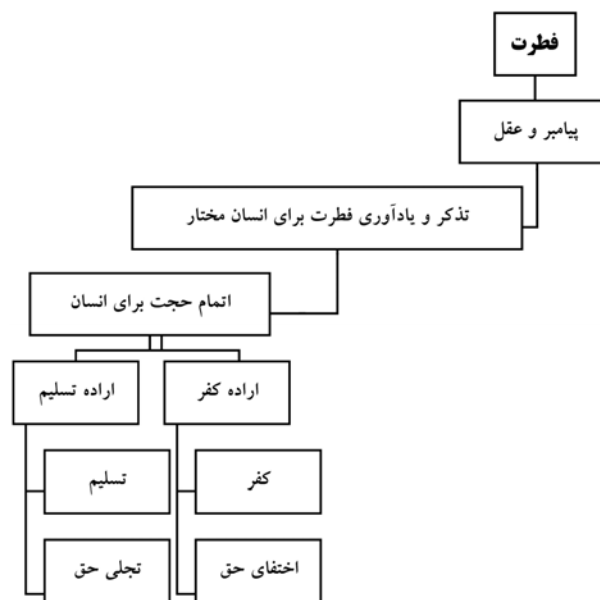 فطرت
پیامبر و عقل
تذکر و یادآوری فطرت برای انسان مختار
اتمام حجت برای انسان
اراده کفر
اراده تسلیم
کفر
تسلیم
اختفای حق
تجلی حق